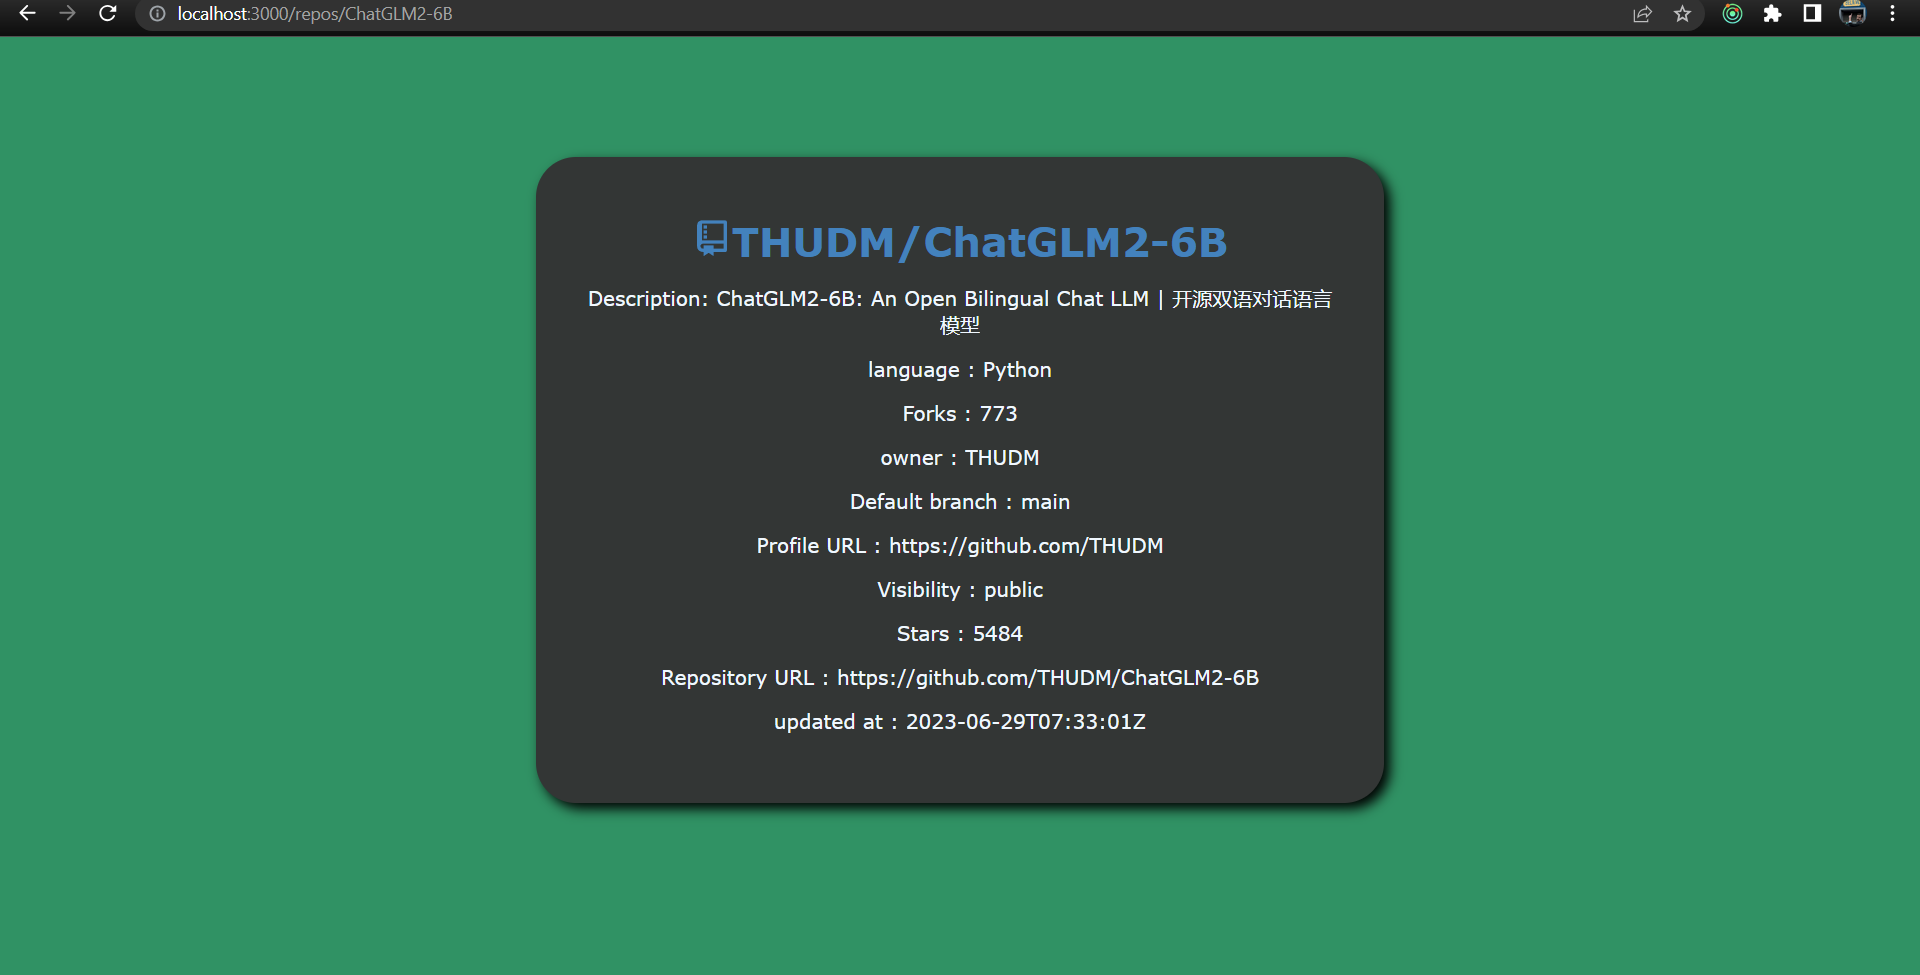 localhost:3000/repos/ChatGLM2-6B
THUDM/ChatGLM2-6B
Description: ChatGLM2-6B: An Open Bilingual Chat LLM | 开源双语对话语言
模型
language : Python
Forks : 773
owner : THUDM
Default branch : main
Profile URL : https://github.com/THUDM
Visibility : public
Stars : 5484
Repository URL : https://github.com/THUDM/ChatGLM2-6B
updated at : 2023-06-29T07:33:01Z